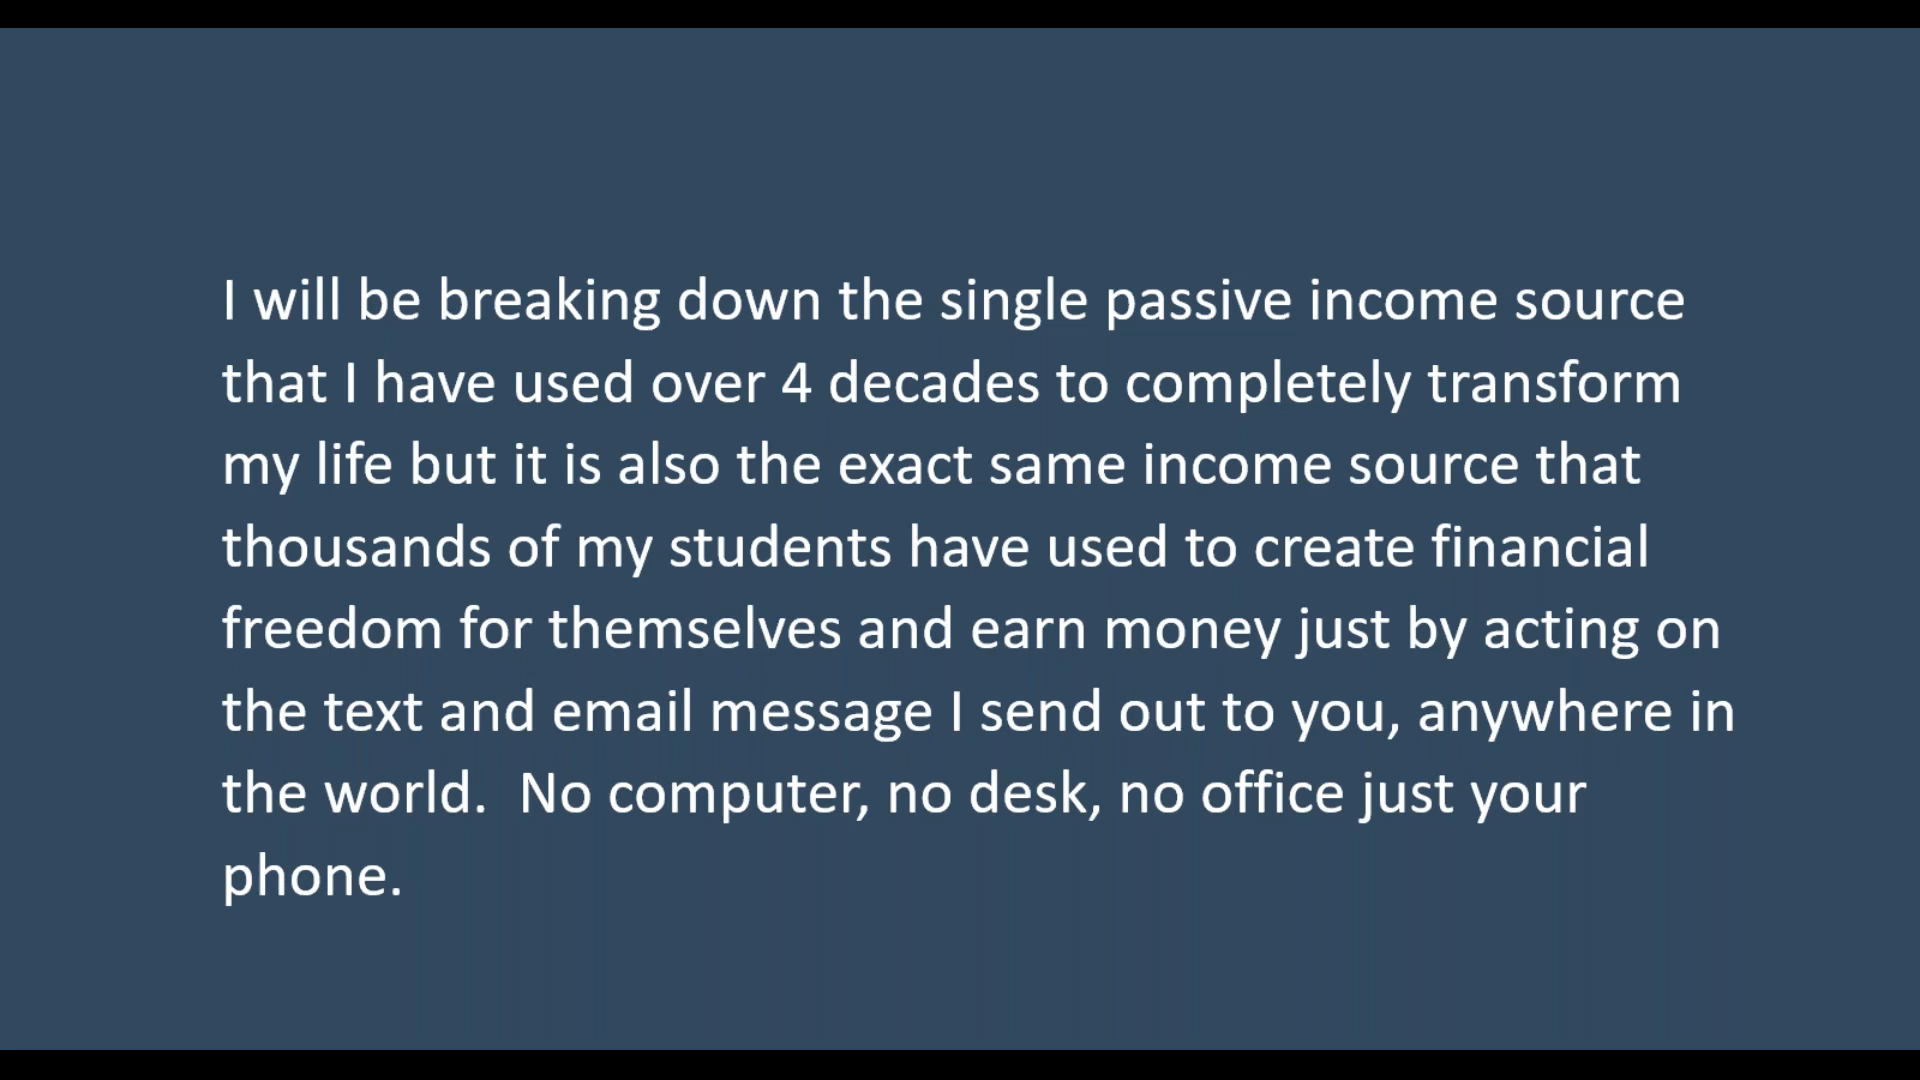 I will be breaking down the single passive income source
that I have used over 4 decades to completely transform
my life but it is also the exact same income source that
thousands of my students have used to create financial
freedom for themselves and earn money just by acting on
the text and email message I send out to you, anywhere in
the world.  No computer, no desk, no office just your
phone.